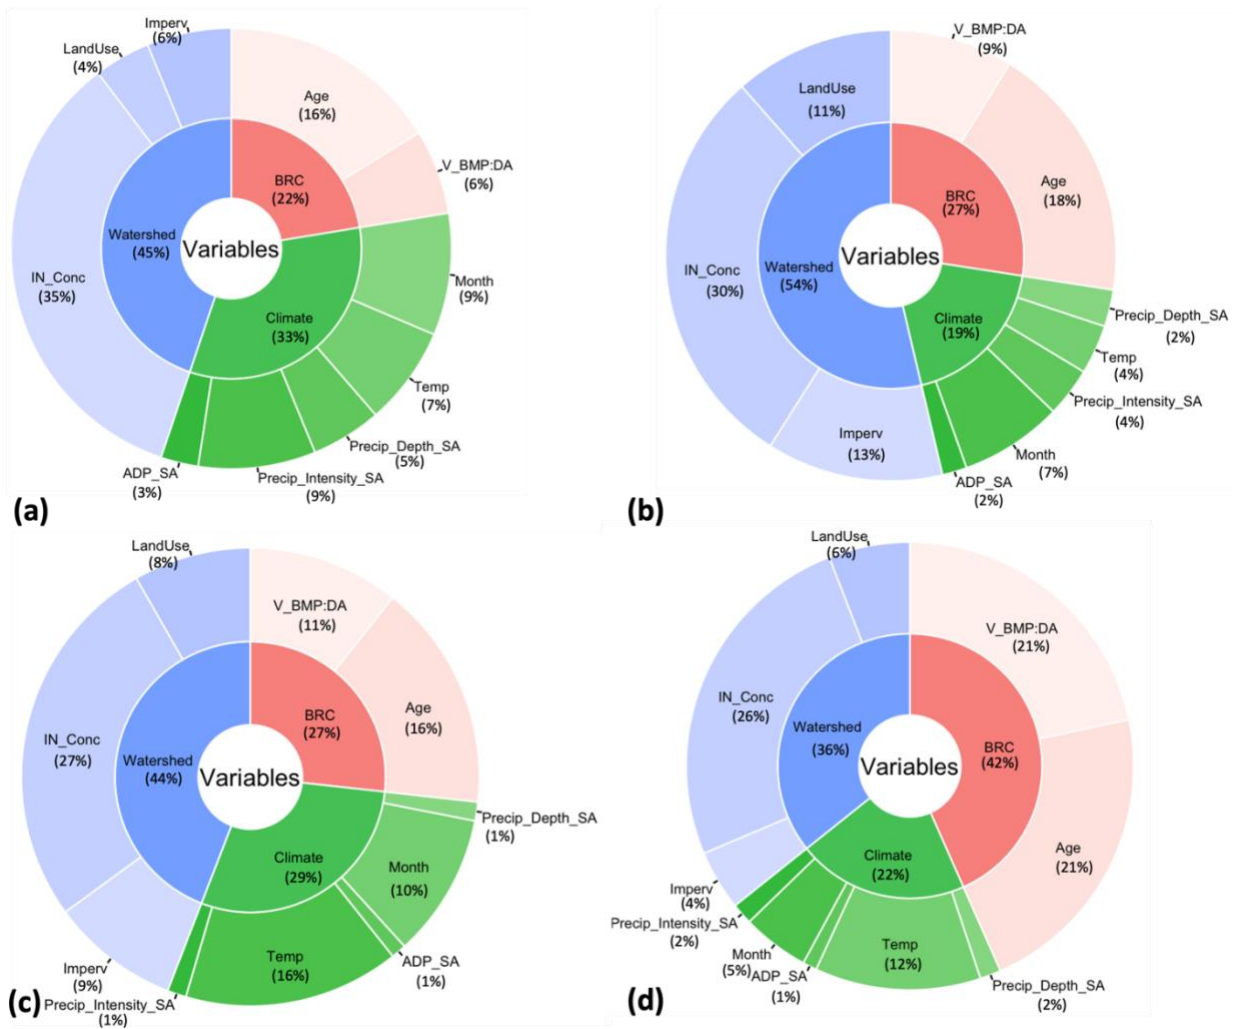 Imperv
(6%)
LandUse
(4%)
Age
(16%)
V_BMP:DA
(6%)
BRC
(22%)
Watershed
(45%)
Variables
IN_Conc
(35%)
Month
(9%)
Climate
(33%)
Temp
(7%)
Precip_Depth_SA
(5%)
ADP_SA
(3%)
Precip_Intensity_SA
(9%)
(a)
V_BMP:DA
(9%)
LandUse
(11%)
Age
(18%)
BRC
(27%)
Variables
IN_Conc
(30%)
Watershed
(54%)
Climate
(19%)
Precip_Depth_SA
(2%)
Temp
(4%)
Precip_Intensity_SA
(4%)
Imperv
(13%)
Month
(7%)
ADP_SA
(2%)
(b)
LandUse
(8%)
V_BMP:DA
(11%)
Age
(16%)
BRC
(27%)
IN_Conc
(27%)
Watershed
(44%)
Variables
Precip_Depth_SA
(1%)
Climate
(29%)
Month
(10%)
Temp
(16%)
ADP_SA
(1%)
Imperv
(9%)
Precip_Intensity_SA
(1%)
(c)
LandUse
(6%)
V_BMP:DA
(21%)
IN_Conc
(26%)
Watershed
(36%)
BRC
(42%)
Variables
Climate
(22%)
Age
(21%)
Imperv
(4%)
Precip_Intensity_SA
(2%)
Month
(5%)
ADP_SA
(1%)
Temp
(12%)
Precip_Depth_SA
(2%)
(d)